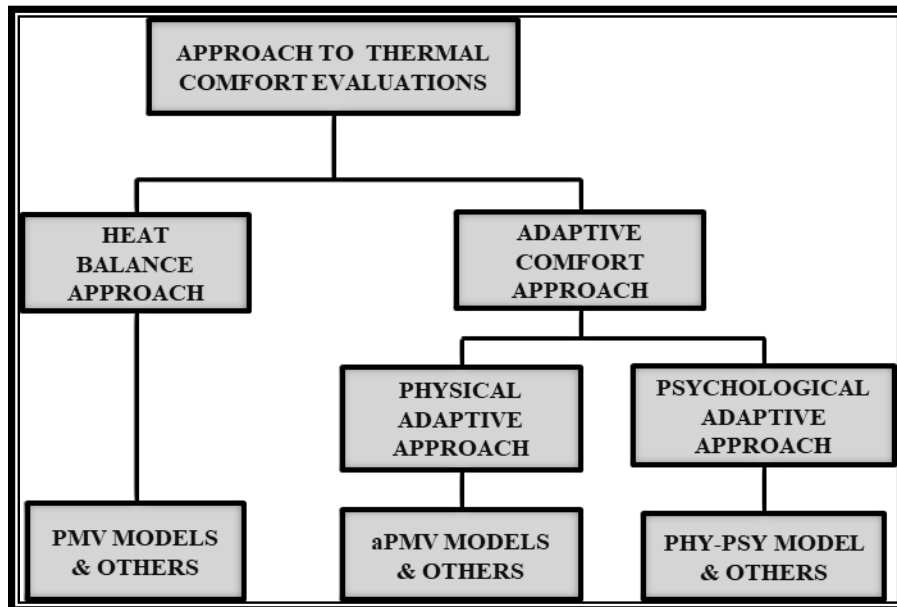 APPROACH TO THERMAL
COMFORT EVALUATIONS
HEAT
BALANCE
APPROACH
ADAPTIVE
COMFORT
APPROACH
PHYSICAL
ADAPTIVE
APPROACH
PSYCHOLOGICAL
ADAPTIVE
APPROACH
PMV MODELS
& OTHERS
aPMV MODELS
& OTHERS
PHY-PSY MODEL
& OTHERS